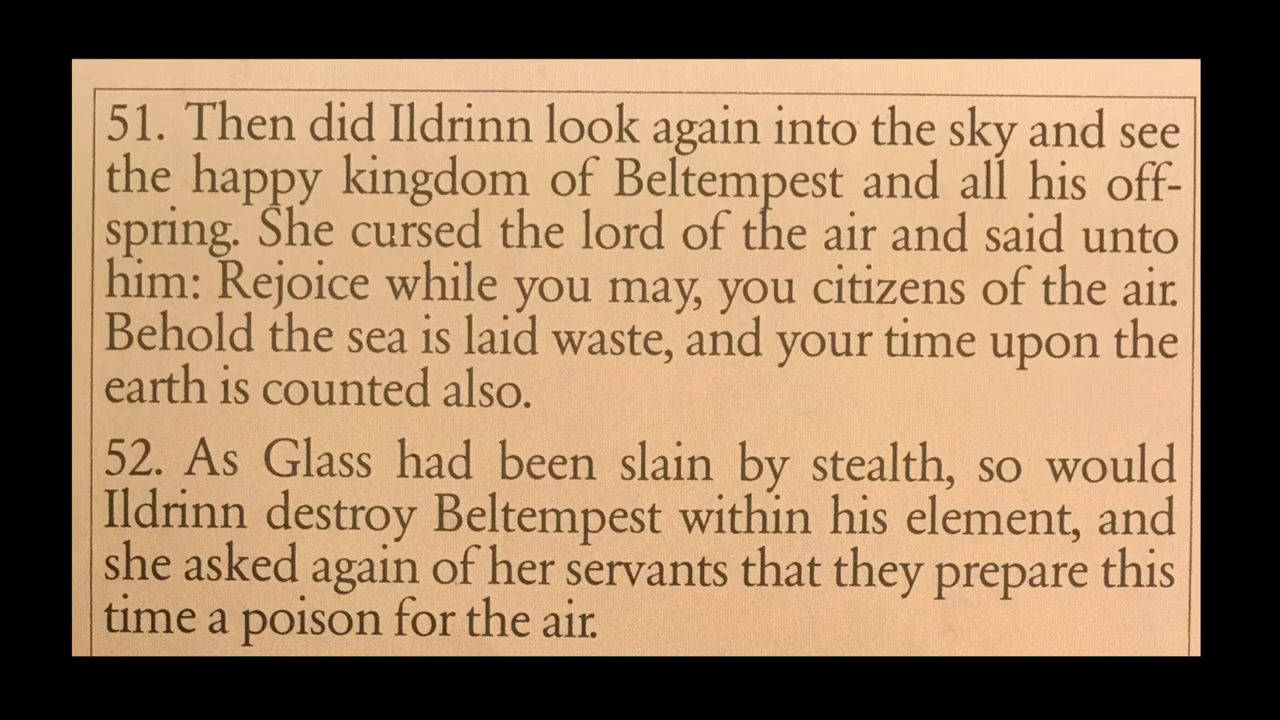 51. Then did Ildrinn look again into the sky and see
the happy kingdom of Beltempest and all his off-
spring. She cursed the lord of the air and said unto
him: Rejoice while you may, you citizens of the air.
Behold the sea is laid waste, and your time upon the
earth is counted also.
52. As Glass had been slain by stealth, so would
Ildrinn destroy Beltempest within his element, and
she asked again of her servants that they prepare this
time a poison for the air.